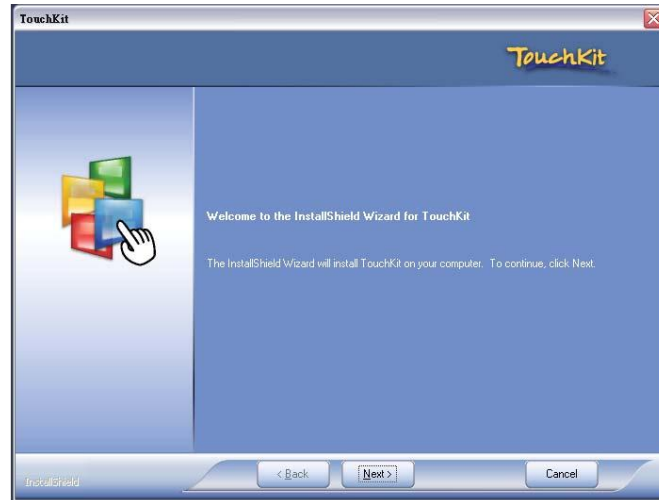 TouchKit
TouchKit
Welcome to the InstallShield Wizard for TouchKit
The InstallShield Wizard will install TouchKit on your computer. To continue, click Next.
InstallShield
< Back
Next >
Cancel